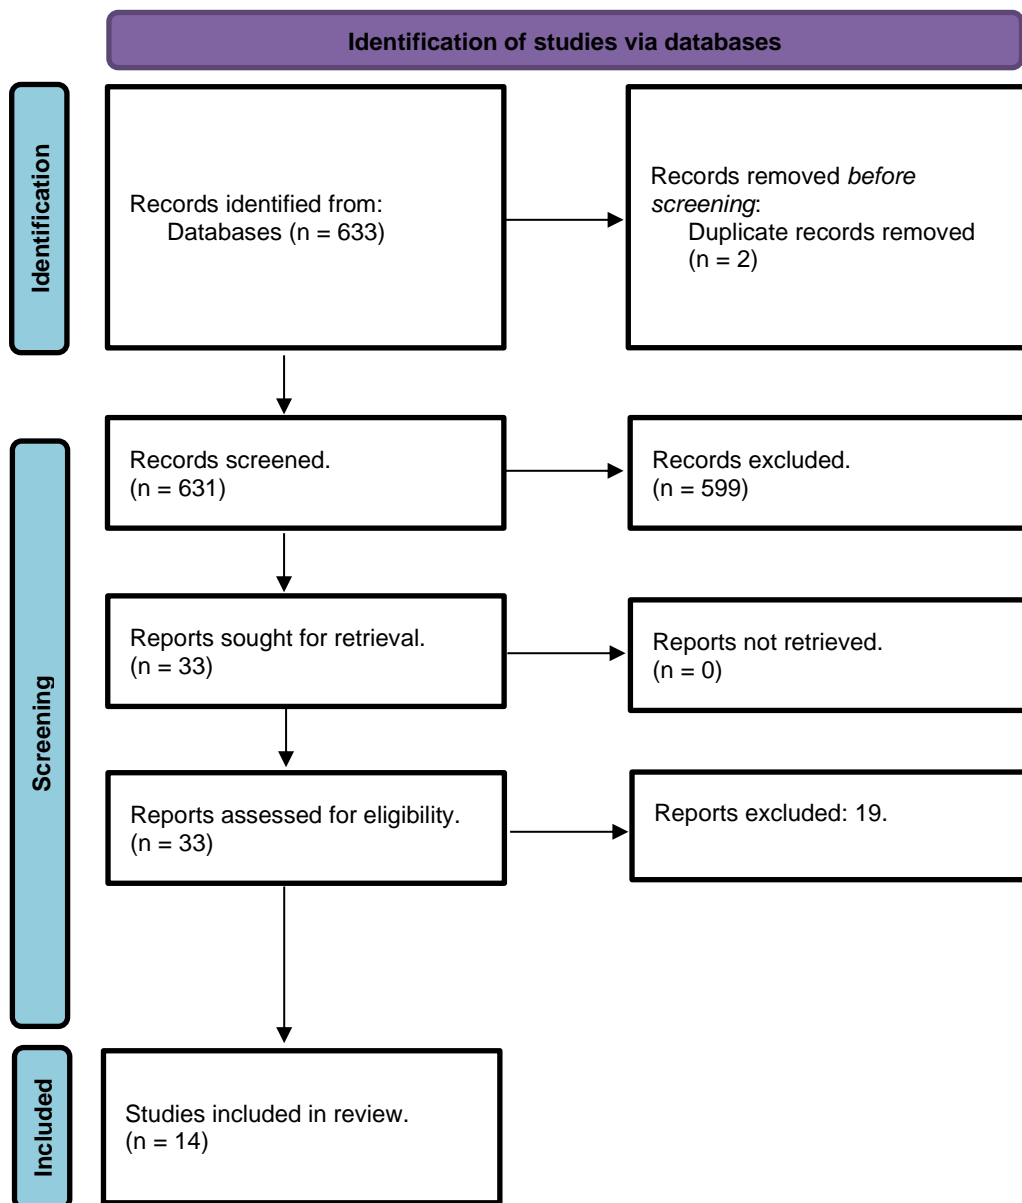 Identification of studies via databases
Identification
Records identified from:
Databases (n = 633)
Records removed before
screening:
Duplicate records removed
(n = 2)
Screening
Records screened.
(n = 631)
Records excluded.
(n = 599)
Reports sought for retrieval.
(n = 33)
Reports not retrieved.
(n = 0)
Reports assessed for eligibility.
(n = 33)
Reports excluded: 19.
Included
Studies included in review.
(n = 14)